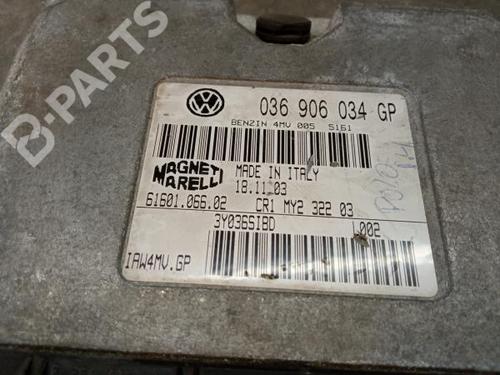 B-PARTS
036 906 034 GP
BENZIN 4MV 005 5161
MAGNETI
MARELLI
MADE IN ITALY
18.11.03
61601.066.02
CR1 MY2 322 03
3Y036SIBD
L002
IAW4MV.GP